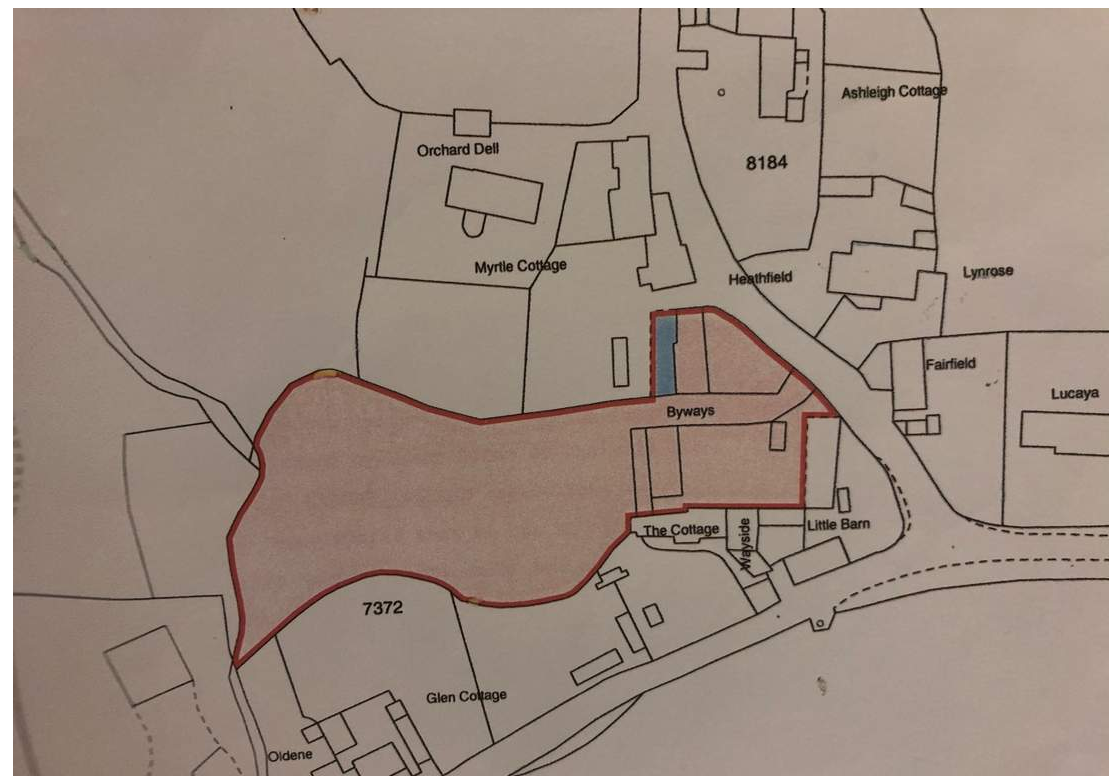 Ashleigh Cottage
Orchard Dell
8184
Myrtle Cottage
Heathfield
Lynrose
Fairfield
Lucaya
Byways
The Cottage
Wayside
Little Barn
7372
Glen Cottage
Oldene